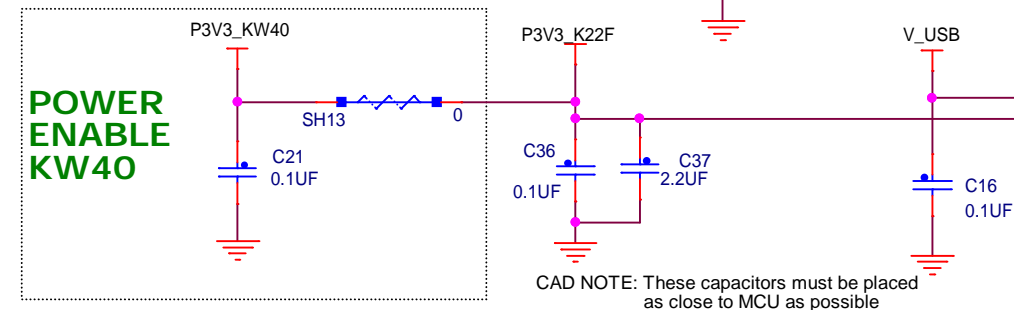 P3V3_KW40
P3V3_K22F
V_USB
POWER
ENABLE
KW40
SH13
0
C21
0.1UF
C36
0.1UF
C37
2.2UF
C16
0.1UF
CAD NOTE: These capacitors must be placed
as close to MCU as possible